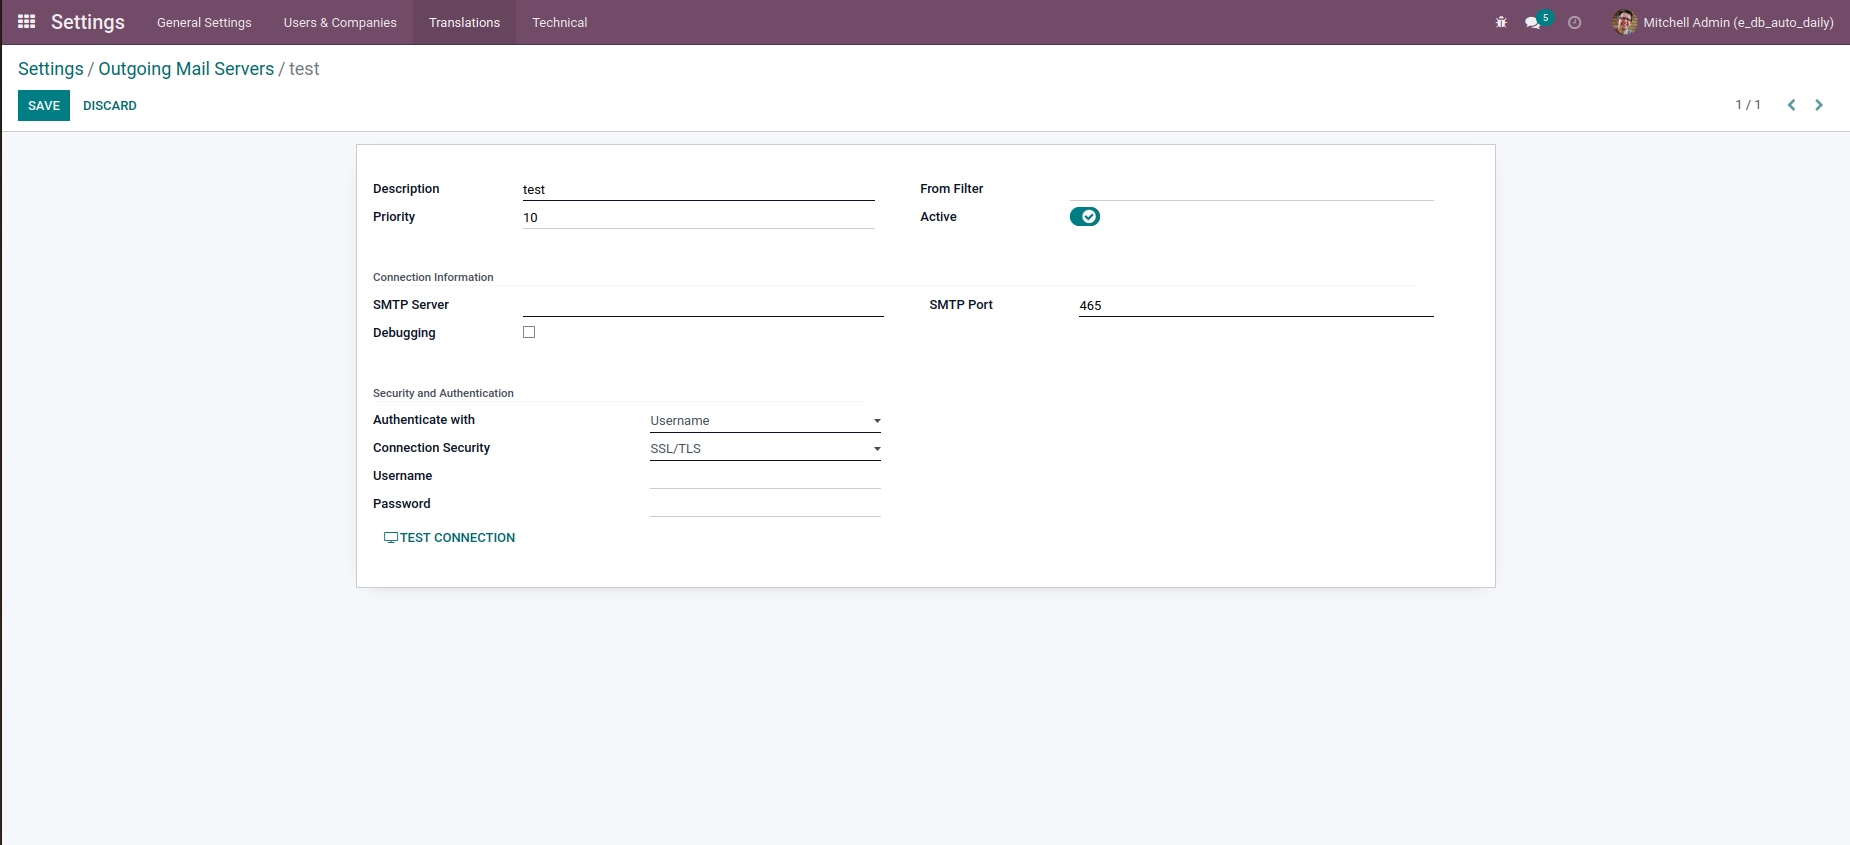 Settings General Settings Users & Companies Translations Technical 5 Mitchell Admin (e_db_auto_daily)
Settings / Outgoing Mail Servers / test
SAVE DISCARD 1 / 1
Description test From Filter
Priority 10 Active
Connection Information
SMTP Server SMTP Port 465
Debugging
Security and Authentication
Authenticate with Username
Connection Security SSL/TLS
Username
Password
TEST CONNECTION